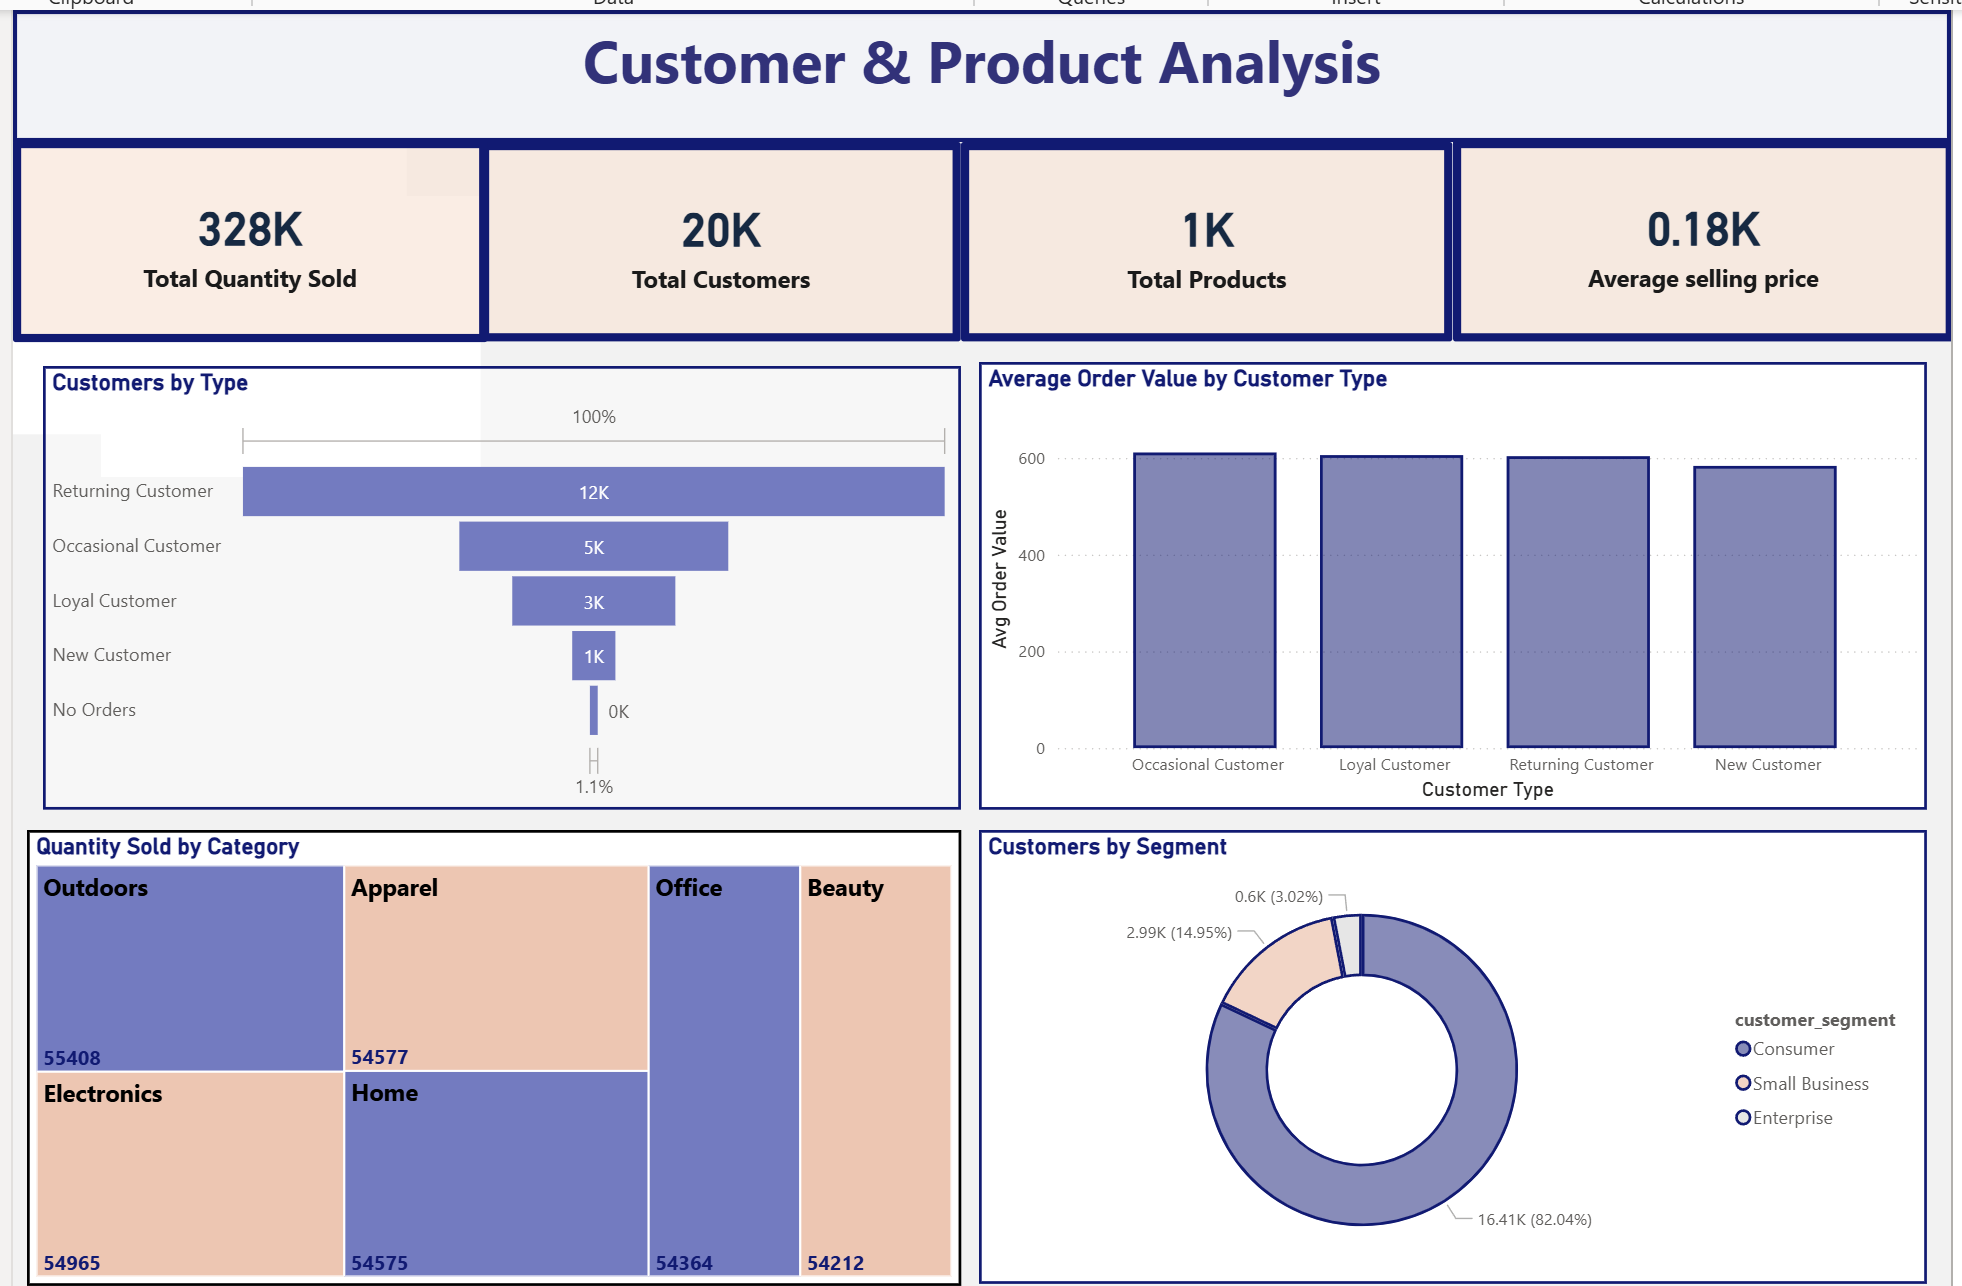 Clipboard
Data
Queries
Insert
Calculations
Customer & Product Analysis
328K
Total Quantity Sold
20K
Total Customers
1K
Total Products
0.18K
Average selling price
Customers by Type
100%
Returning Customer
12K
Occasional Customer
5K
Loyal Customer
3K
New Customer
1K
No Orders
0K
1.1%
Average Order Value by Customer Type
Avg Order Value
600
400
200
0
Occasional Customer
Loyal Customer
Returning Customer
New Customer
Customer Type
Quantity Sold by Category
Outdoors
55408
Apparel
54577
Office
54364
Beauty
54212
Electronics
54965
Home
54575
Customers by Segment
0.6K (3.02%)
2.99K (14.95%)
16.41K (82.04%)
customer_segment
Consumer
Small Business
Enterprise